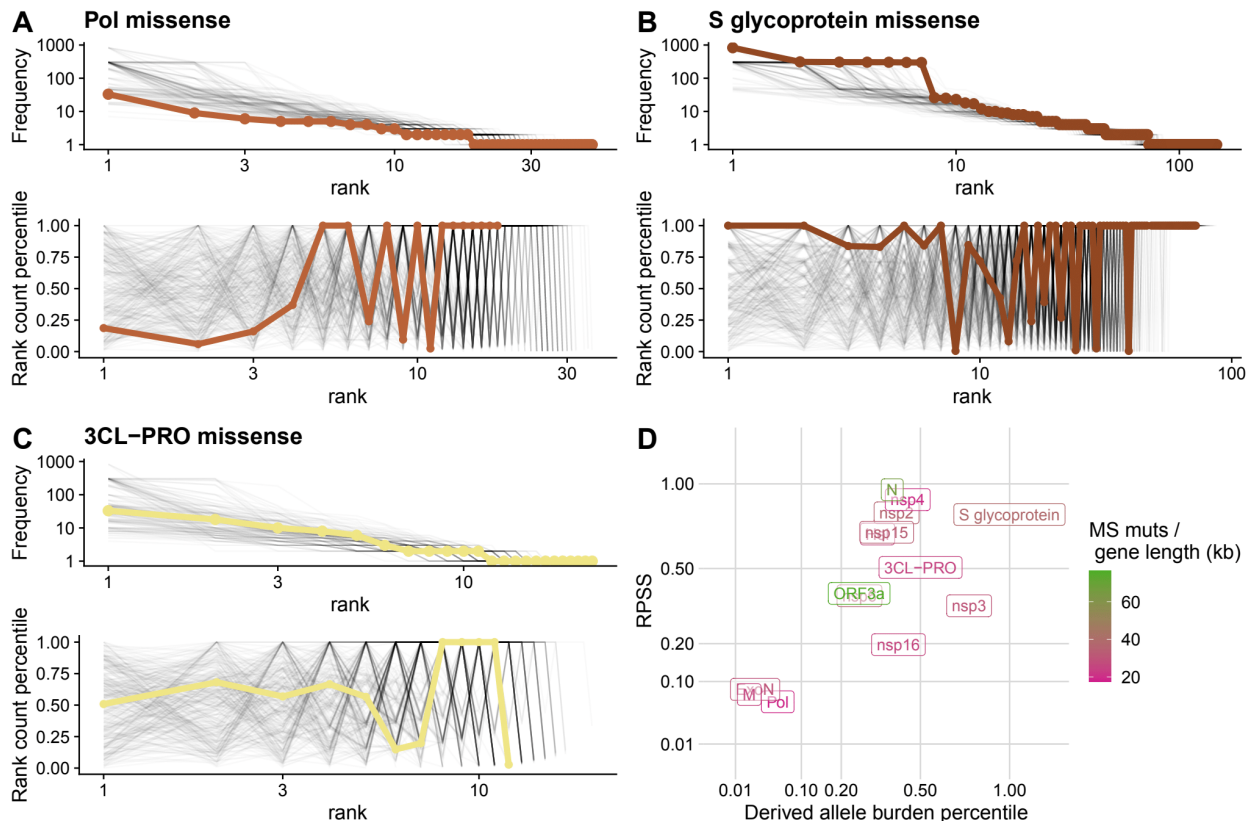 A
Pol missense
Frequency
1000
100
10
1
1
3
10
30
rank
Rank count percentile
1.00
0.75
0.50
0.25
0.00
1
3
10
30
rank
B
S glycoprotein missense
Frequency
1000
100
10
1
1
10
100
rank
Rank count percentile
1.00
0.75
0.50
0.25
0.00
1
10
100
rank
C
3CL−PRO missense
Frequency
1000
100
10
1
1
3
10
rank
Rank count percentile
1.00
0.75
0.50
0.25
0.00
1
3
10
rank
D
RPSS
1.00
0.50
0.20
0.10
0.01
N
nsp4
nsp2
S glycoprotein
nsp15
3CL−PRO
ORF3a
nsp3
nsp16
ExoN
M
Pol
0.01
0.10
0.20
0.50
1.00
Derived allele burden percentile
MS muts /
gene length (kb)
60
40
20